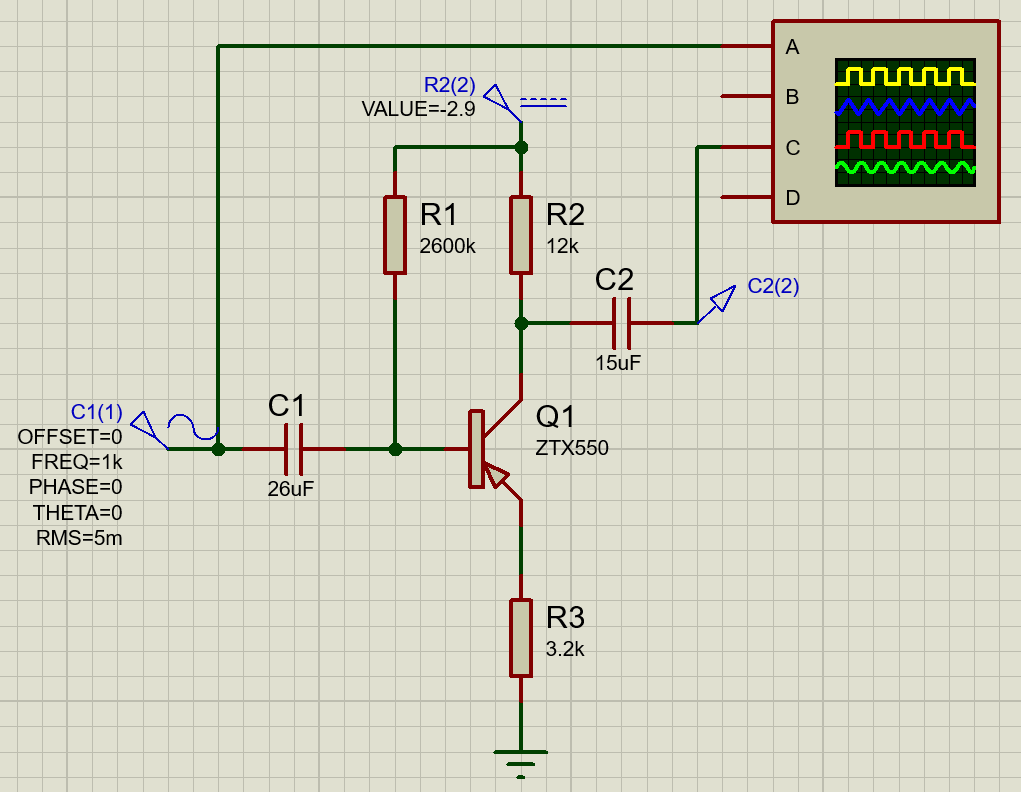 A
R2(2)
VALUE=-2.9
B
C
D
R1
2600k
R2
12k
C2
15uF
C2(2)
C1(1)
OFFSET=0
FREQ=1k
PHASE=0
THETA=0
RMS=5m
C1
26uF
Q1
ZTX550
R3
3.2k